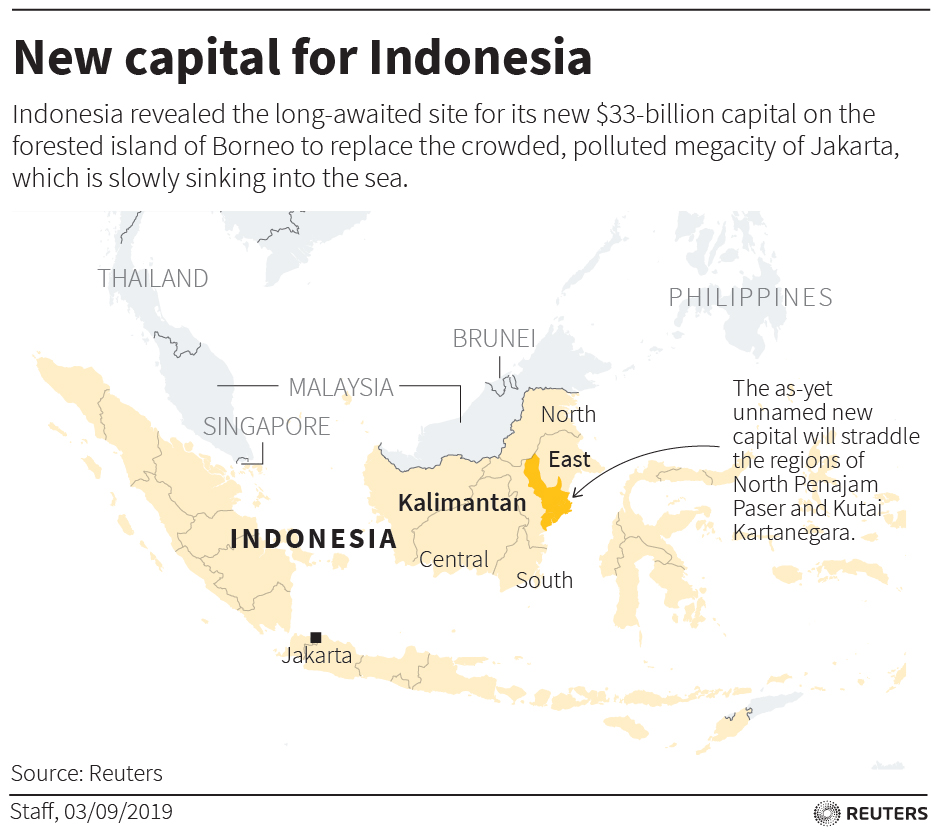 New capital for Indonesia
Indonesia revealed the long-awaited site for its new $33-billion capital on the
forested island of Borneo to replace the crowded, polluted megacity of Jakarta,
which is slowly sinking into the sea.
THAILAND
PHILIPPINES
BRUNEI
MALAYSIA
SINGAPORE
North
East
Kalimantan
INDONESIA
Central
South
Jakarta
The as-yet
unnamed new
capital will straddle
the regions of
North Penajam
Paser and Kutai
Kartanegara.
Source: Reuters
Staff, 03/09/2019
REUTERS